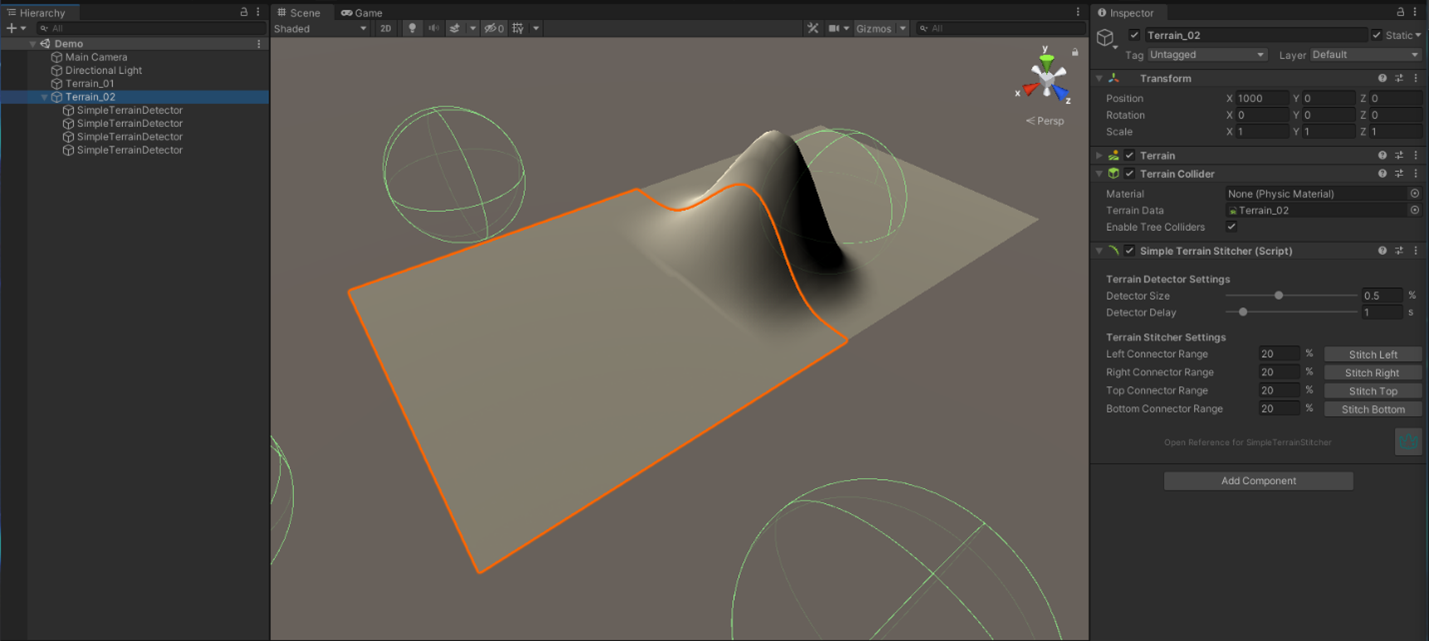 Hierarchy
All
Demo
Main Camera
Directional Light
Terrain_01
Terrain_02
SimpleTerrainDetector
SimpleTerrainDetector
SimpleTerrainDetector
SimpleTerrainDetector
Scene Game
Shaded 2D 0 Gizmos All
y
x
z
Persp
Inspector
Terrain_02 Static
Tag Untagged Layer Default
Transform
Position X 1000 Y 0 Z 0
Rotation X 0 Y 0 Z 0
Scale X 1 Y 1 Z 1
Terrain
Terrain Collider
Material None (Physic Material)
Terrain Data Terrain_02
Enable Tree Colliders
Simple Terrain Stitcher (Script)
Terrain Detector Settings
Detector Size 0.5 %
Detector Delay 1 s
Terrain Stitcher Settings
Left Connector Range 20 % Stitch Left
Right Connector Range 20 % Stitch Right
Top Connector Range 20 % Stitch Top
Bottom Connector Range 20 % Stitch Bottom
Open Reference for SimpleTerrainStitcher
Add Component